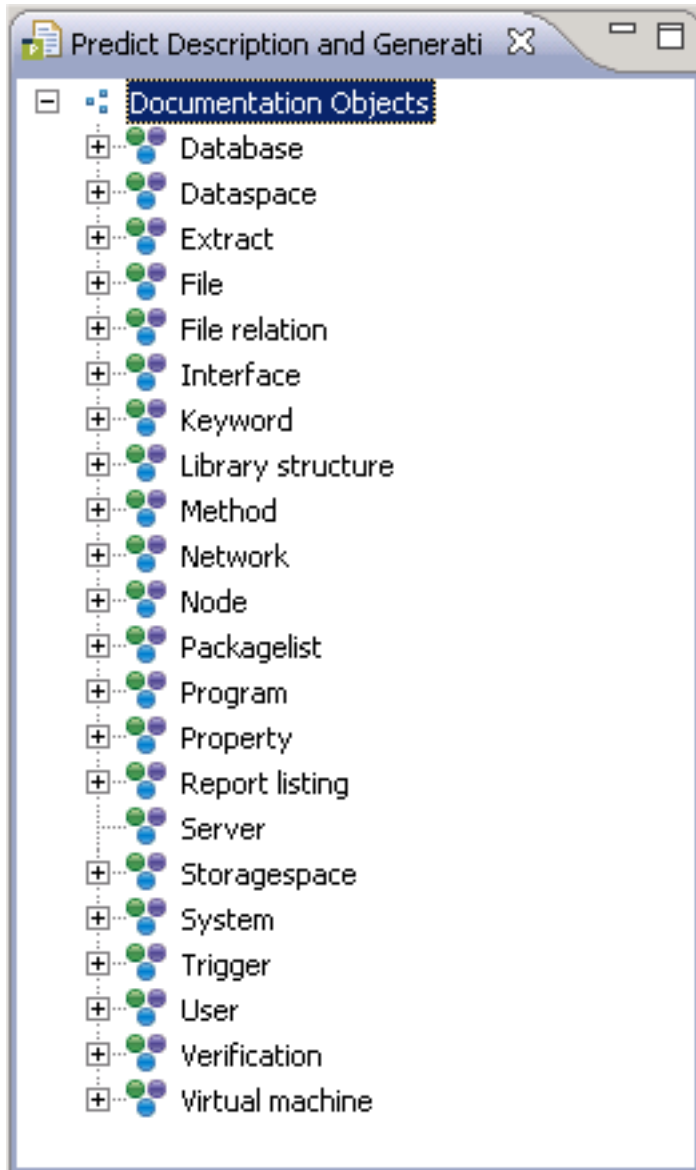 Predict Description and Generati
Documentation Objects
Database
Dataspace
Extract
File
File relation
Interface
Keyword
Library structure
Method
Network
Node
Packagelist
Program
Property
Report listing
Server
Storagespace
System
Trigger
User
Verification
Virtual machine